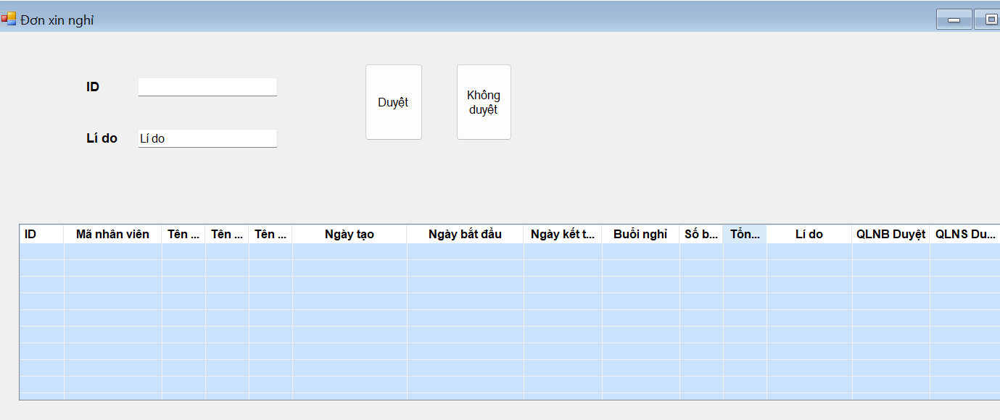 Đơn xin nghỉ
ID
Duyệt
Không
duyệt
Lí do
Lí do
ID Mã nhân viên Tên ... Tên ... Tên ... Ngày tạo Ngày bắt đầu Ngày kết t... Buổi nghỉ Số b... Tổn... Lí do QLNB Duyệt QLNS Du...